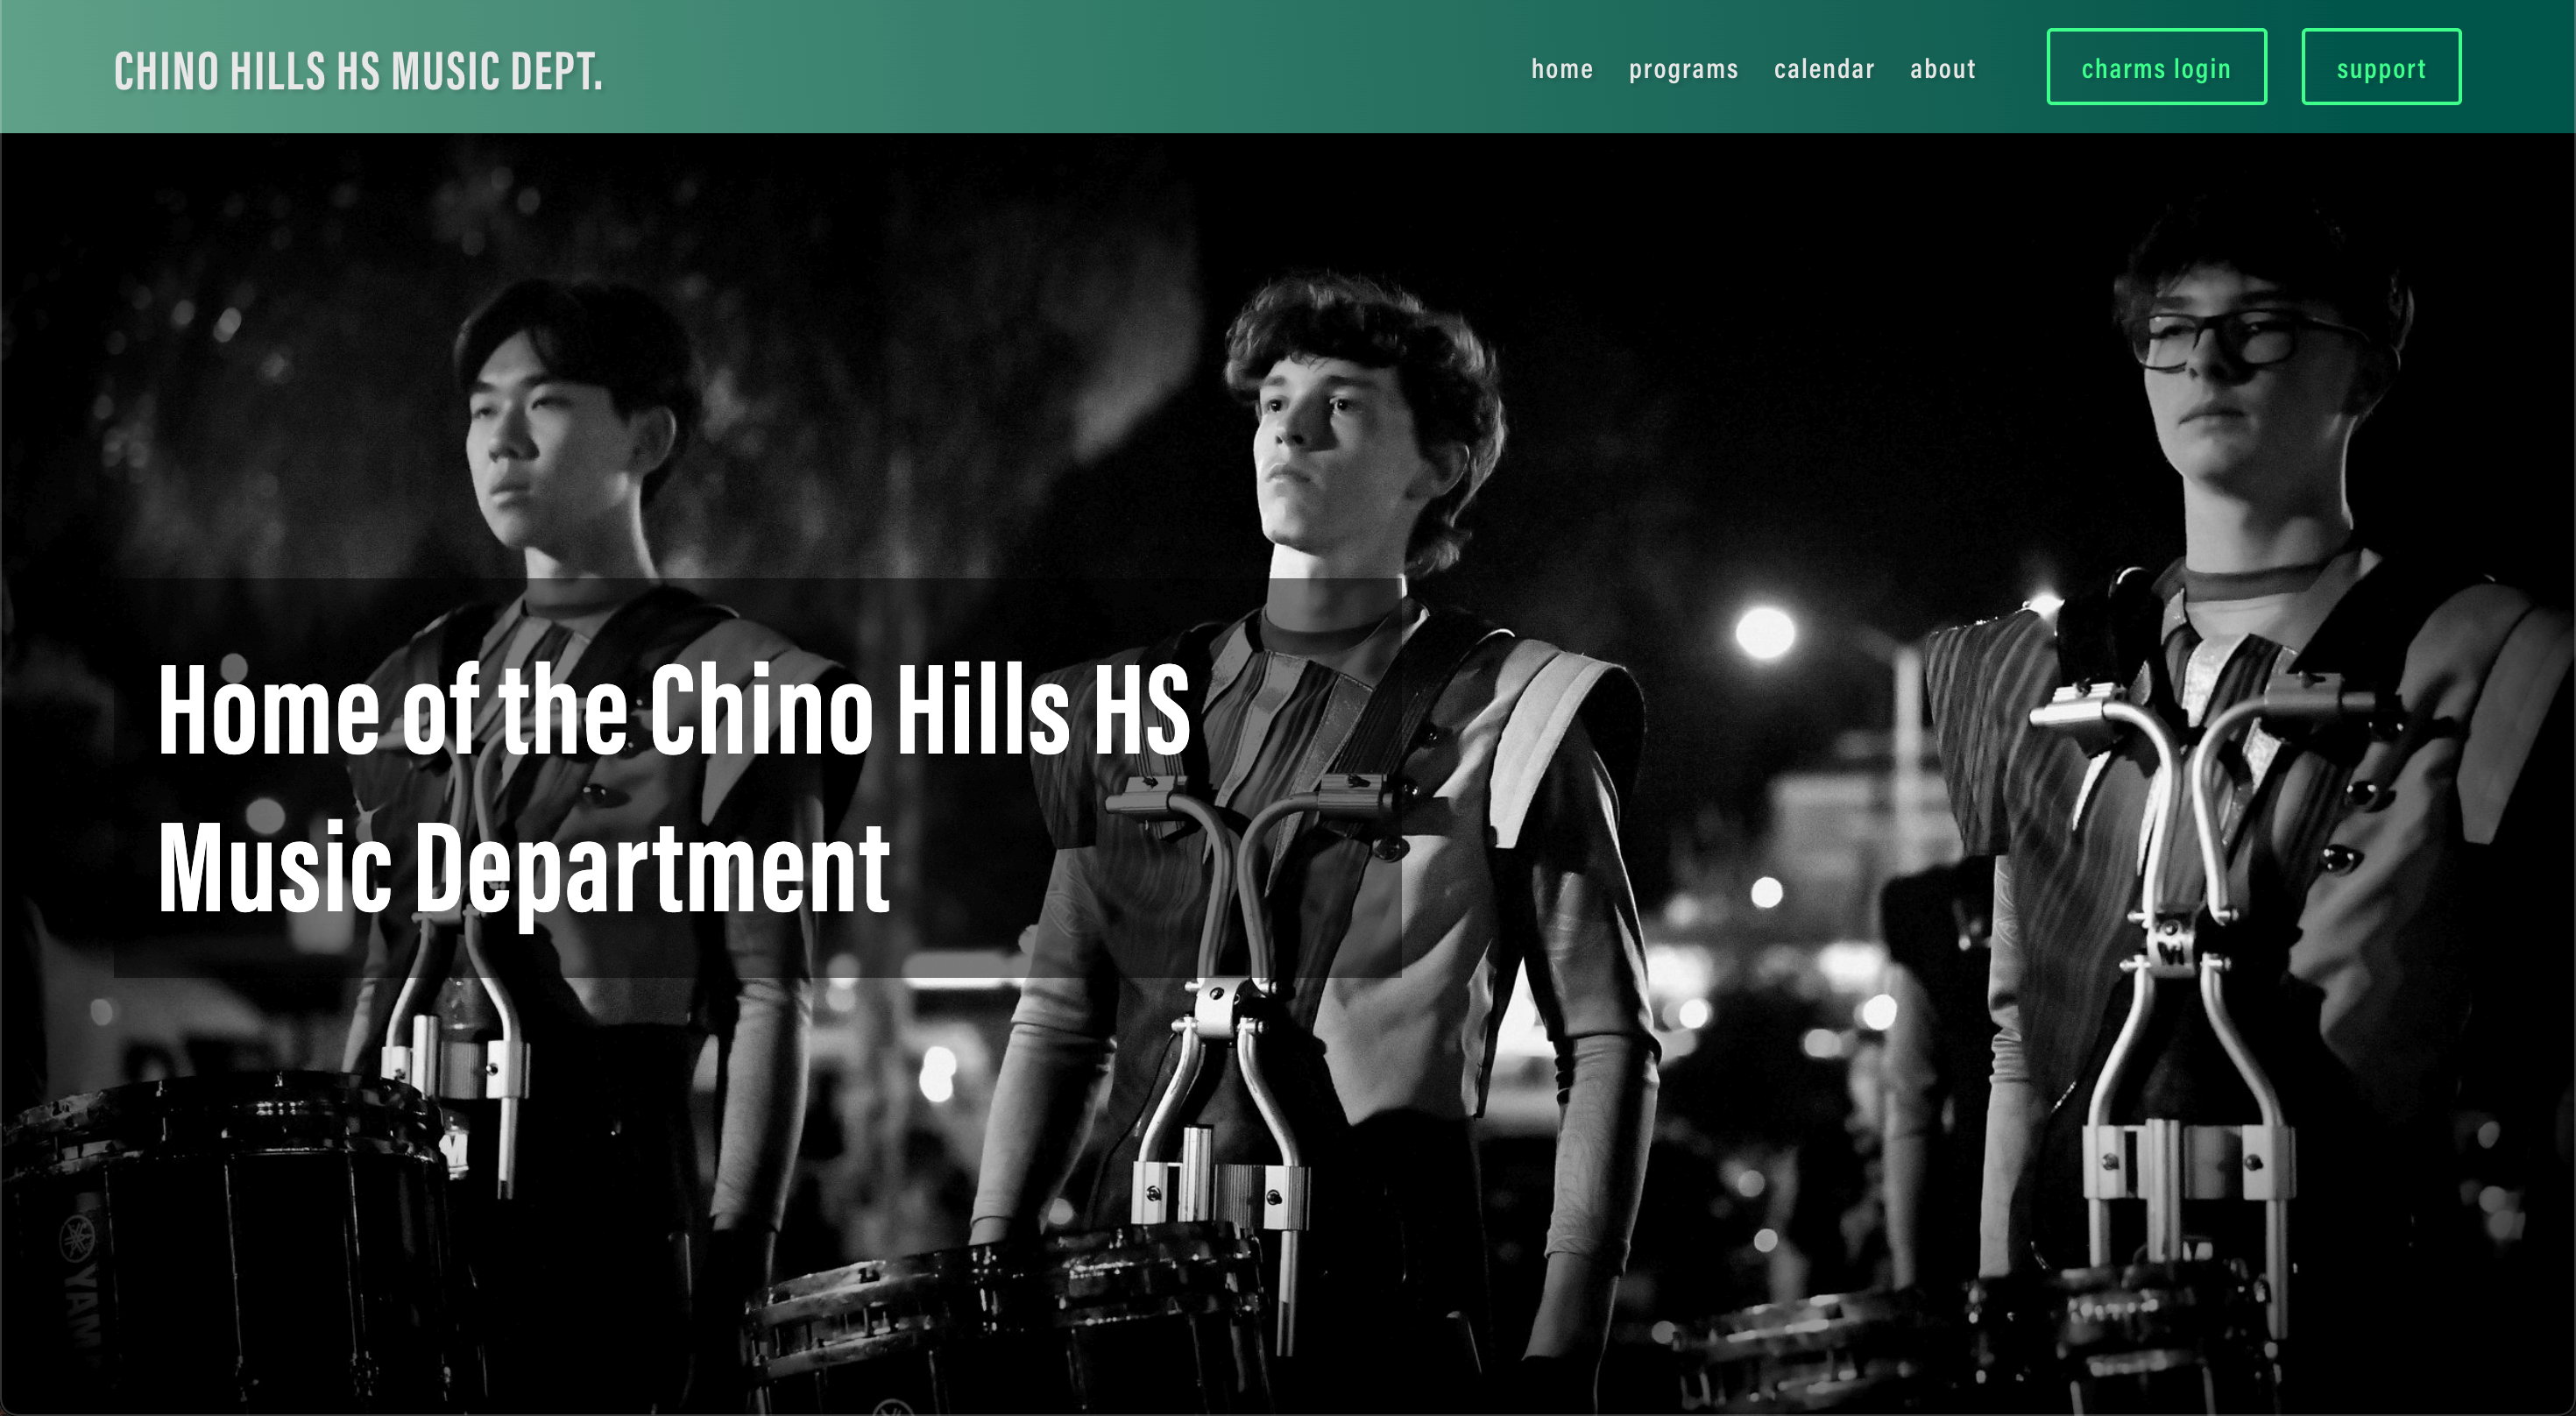 CHINO HILLS HS MUSIC DEPT.
home programs calendar about charms login support
Home of the Chino Hills HS
Music Department
YAM